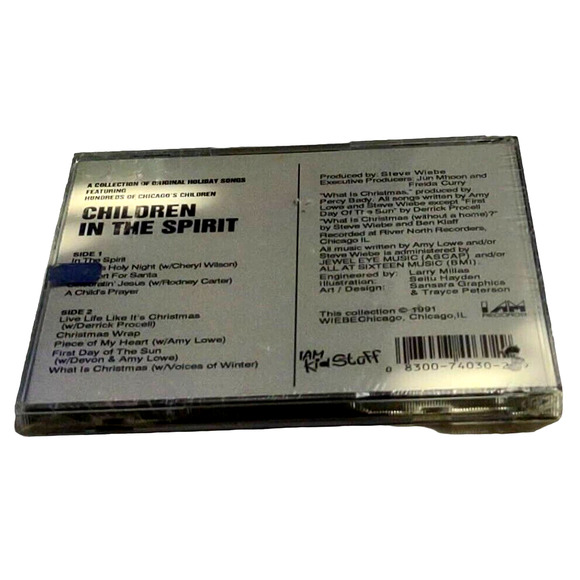 A COLLECTION OF ORIGINAL HOLIDAY SONGS
FEATURING
HUNDREDS OF CHICAGO'S CHILDREN
CHILDREN
IN THE SPIRIT
SIDE 1
In The Spirit
Holy Night (w/Cheryl Wilson)
For Santa
Jesus (w/Rodney Carter)
A Child's Prayer
SIDE 2
Live Life Like It's Christmas
(w/Derrick Procell)
Christmas Wrap
Piece of My Heart (w/Amy Lowe)
First Day of The Sun
(w/Devon & Amy Lowe)
What Is Christmas (w/Voices of Winter)
Produced by: Steve Wiebe
Executive Producers: Jun Mhoon and
Freida Curry
"What Is Christmas," produced by
Percy Bady. All songs written by Amy
Lowe and Steve Wiebe except "First
Day Of The Sun" by Derrick Procell
"What Is Christmas (without a home)?"
by Steve Wiebe and Ben Klaff
Recorded at River North Recorders,
Chicago IL
All music written by Amy Lowe and/or
Steve Wiebe is administered by
JEWEL EYE MUSIC (ASCAP) and/or
ALL AT SIXTEEN MUSIC (BMI).
Engineered by: Larry Millas
Illustration: Seitu Hayden
Art / Design: Sansara Graphics
& Trayce Peterson
This collection © 1991
WIEBEChicago, Chicago, IL
I AM
RECORDS
I AM
Kid Stuff
0 8300-74030-2